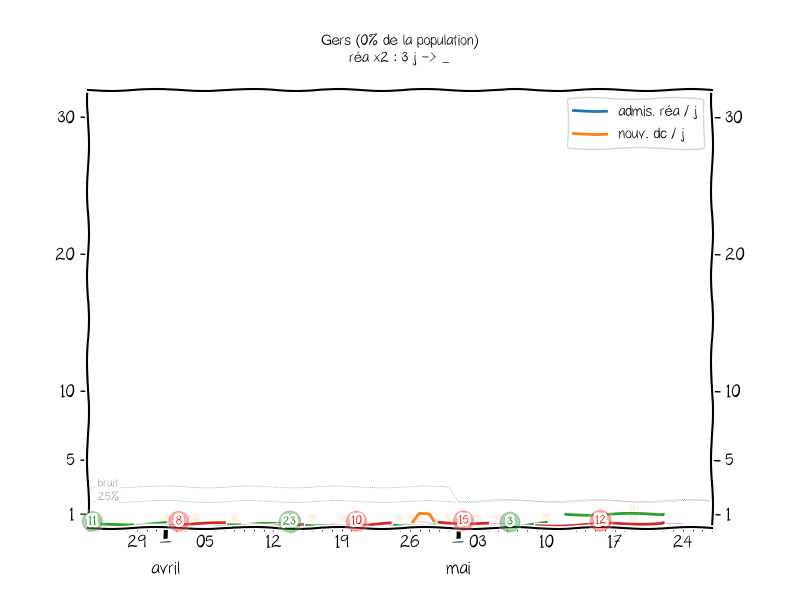 Gers (0% de la population)
réa x2 : 3 j -> _
admis. réa / j
nouv. dc / j
30 30
20 20
10 10
5 5
bruit
25%
1 1
11 8 23 10 15 3 12
29 05 12 19 26 03 10 17 24
avril mai